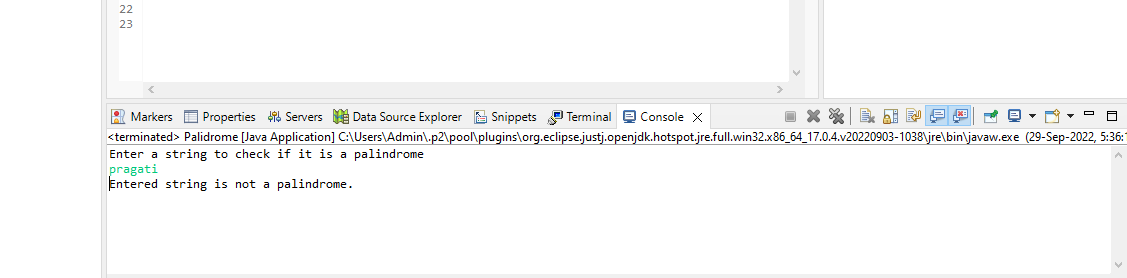 22
23
Markers Properties Servers Data Source Explorer Snippets Terminal Console
<terminated> Palidrome [Java Application] C:\Users\Admin\.p2\pool\plugins\org.eclipse.justj.openjdk.hotspot.jre.full.win32.x86_64_17.0.4.v20220903-1038\jre\bin\javaw.exe (29-Sep-2022, 5:36:
Enter a string to check if it is a palindrome
pragati
Entered string is not a palindrome.